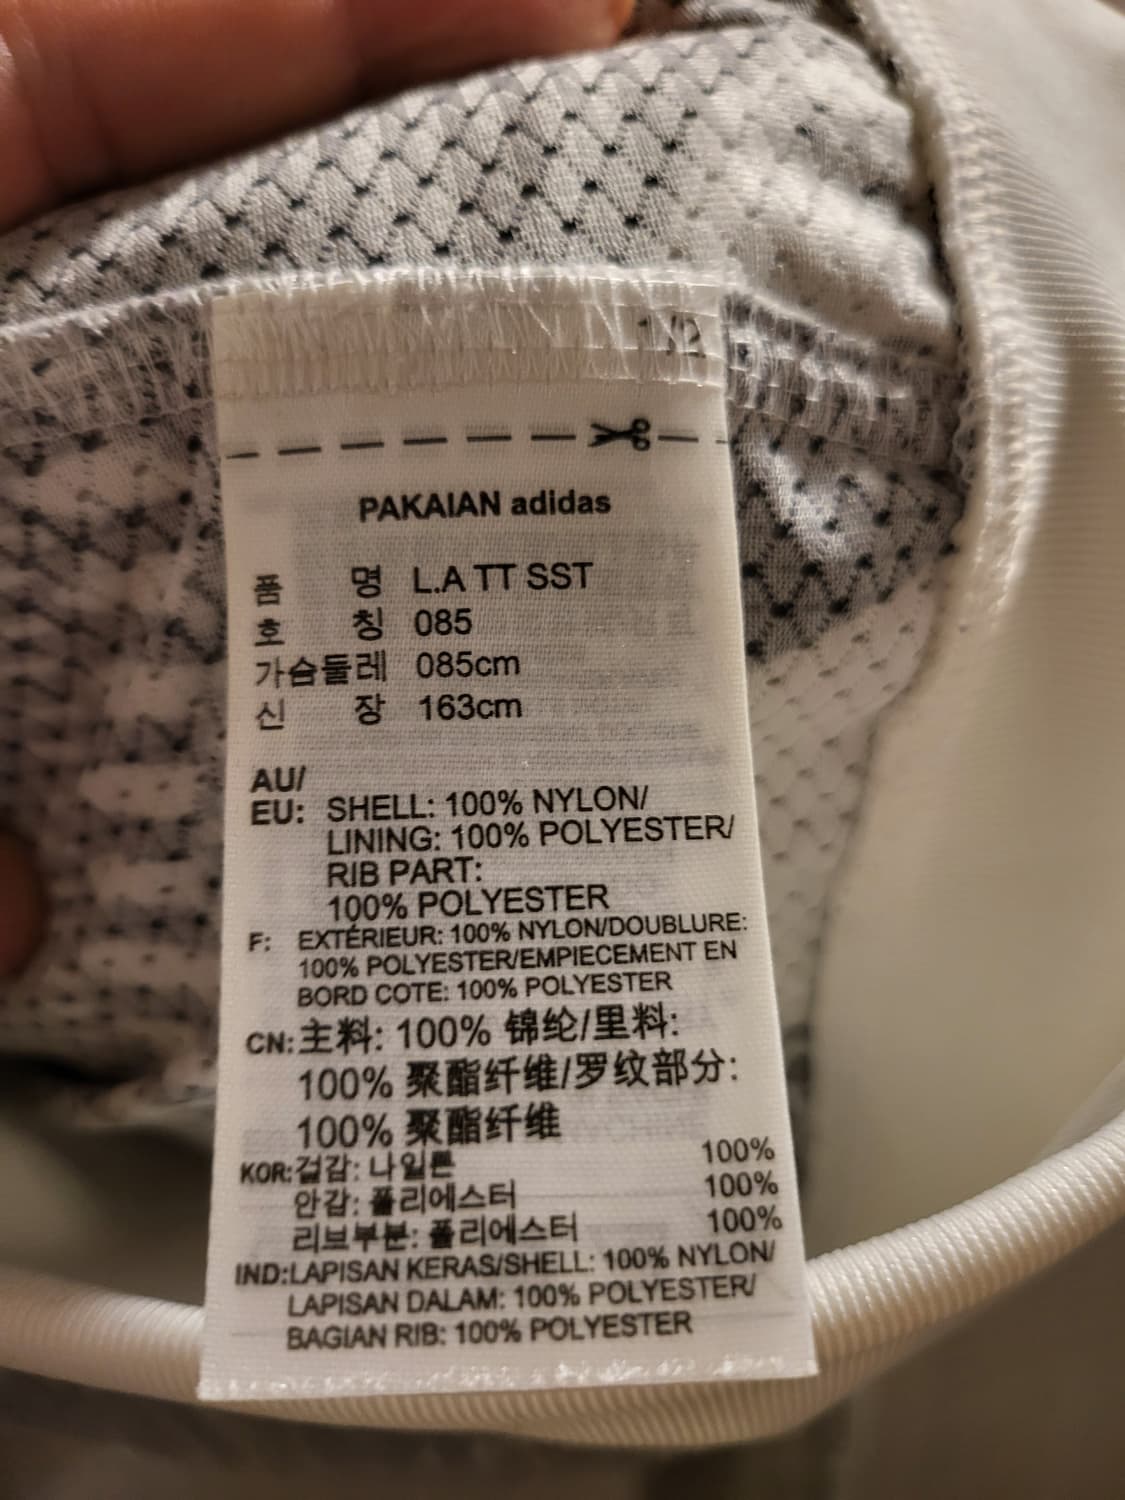 1/2
PAKAIAN adidas
품 명 L.A TT SST
호 칭 085
가슴둘레 085cm
신 장 163cm
AU/
EU: SHELL: 100% NYLON/
LINING: 100% POLYESTER/
RIB PART:
100% POLYESTER
F: EXTÉRIEUR: 100% NYLON/DOUBLURE:
100% POLYESTER/EMPIECEMENT EN
BORD COTE: 100% POLYESTER
CN: 主料: 100% 锦纶/里料:
100% 聚酯纤维/罗纹部分:
100% 聚酯纤维
KOR: 겉감: 나일론 100%
안감: 폴리에스터 100%
리브부분: 폴리에스터 100%
IND: LAPISAN KERAS/SHELL: 100% NYLON/
LAPISAN DALAM: 100% POLYESTER/
BAGIAN RIB: 100% POLYESTER